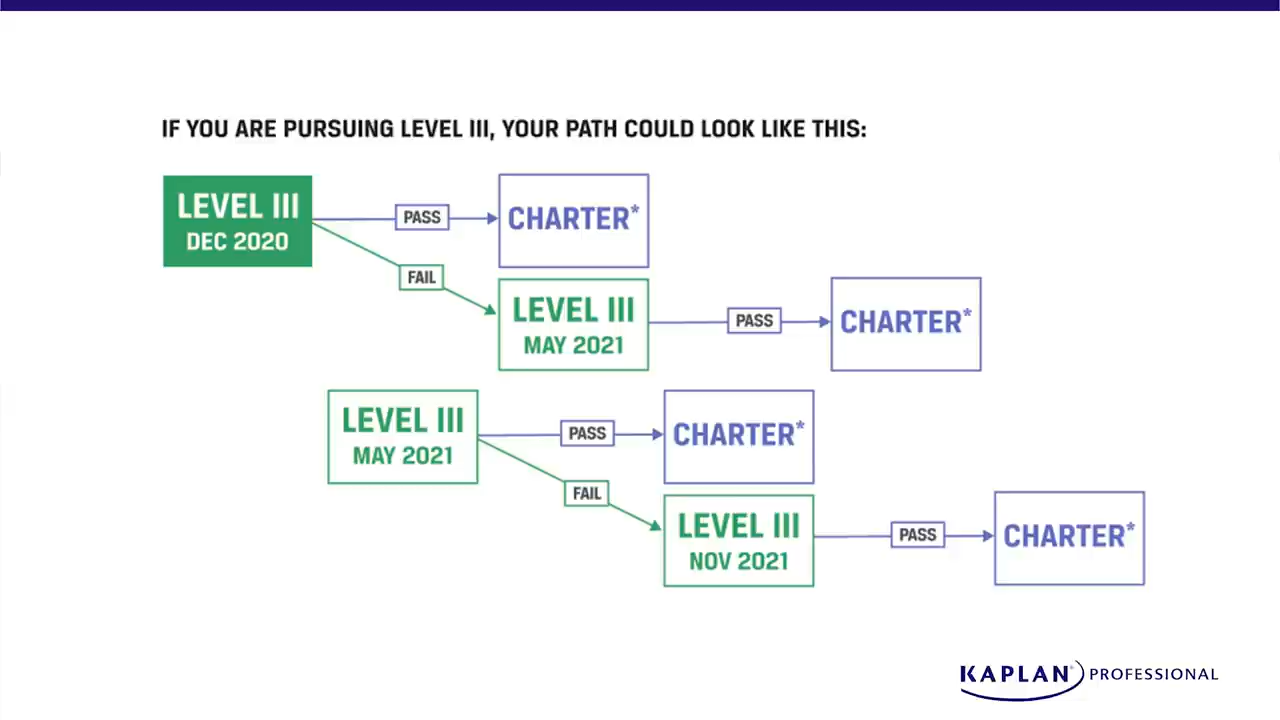 IF YOU ARE PURSUING LEVEL III, YOUR PATH COULD LOOK LIKE THIS:
LEVEL III
DEC 2020
PASS
CHARTER*
FAIL
LEVEL III
MAY 2021
PASS
CHARTER*
LEVEL III
MAY 2021
PASS
CHARTER*
FAIL
LEVEL III
NOV 2021
PASS
CHARTER*
KAPLAN PROFESSIONAL